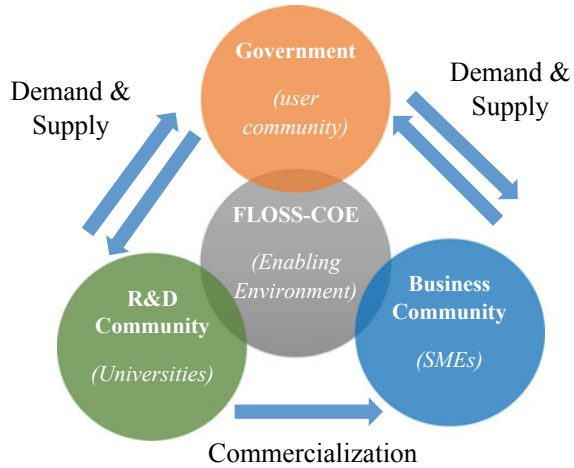 Government
(user
community)
Demand &
Supply
Demand &
Supply
FLOSS-COE
(Enabling
Environment)
R&D
Community
(Universities)
Business
Community
(SMEs)
Commercialization